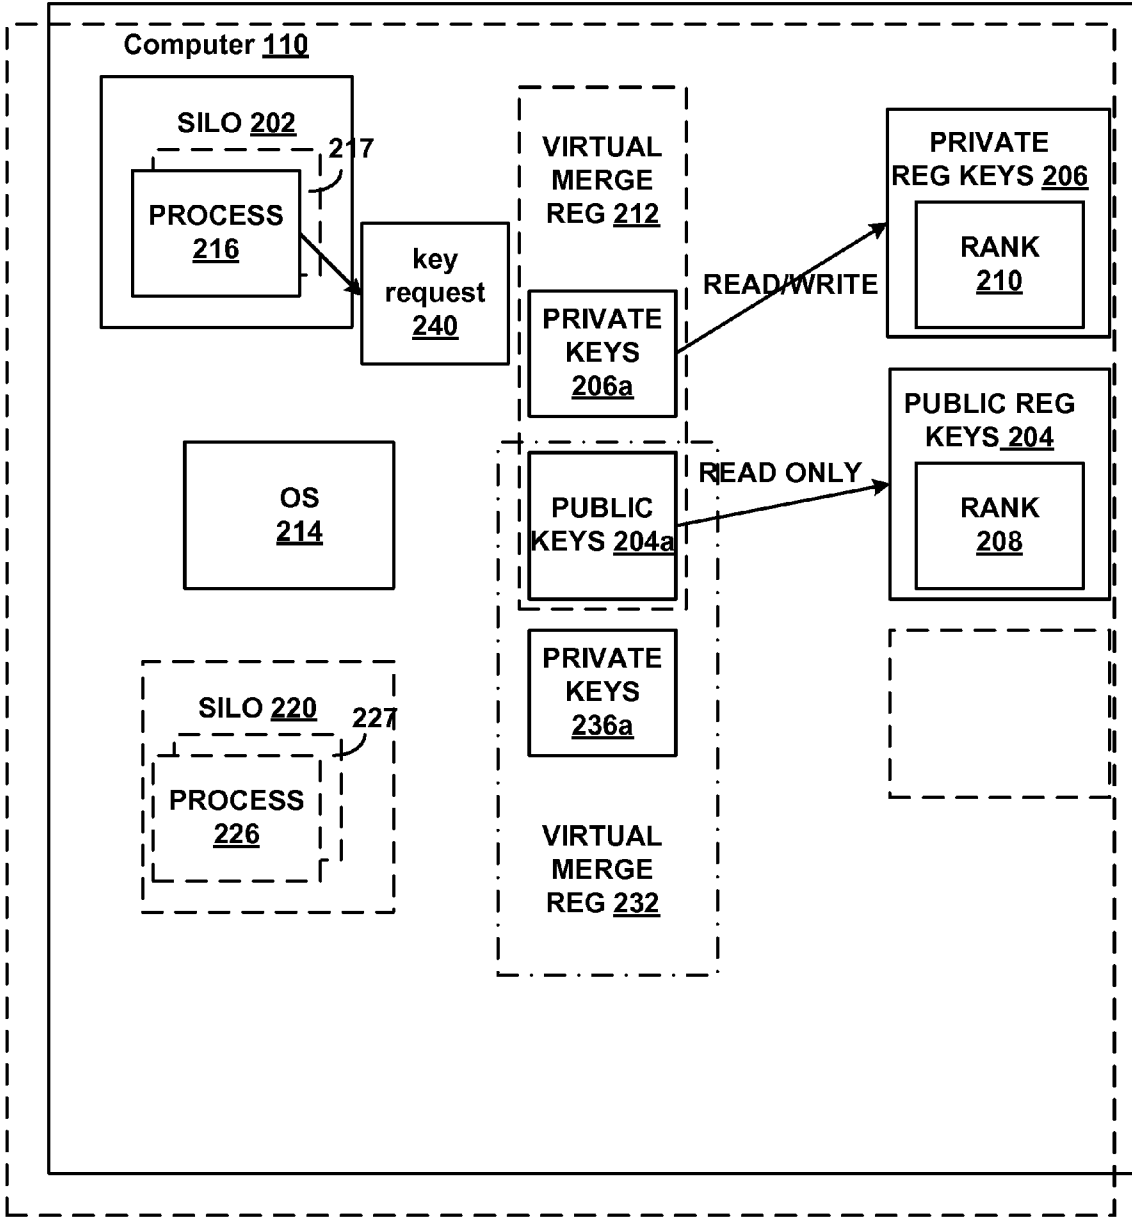 Computer 110
SILO 202
217
PROCESS
216
key
request
240
VIRTUAL
MERGE
REG 212
PRIVATE
KEYS
206a
READ/WRITE
PRIVATE
REG KEYS 206
RANK
210
PUBLIC REG
KEYS 204
RANK
208
READ ONLY
PUBLIC
KEYS 204a
OS
214
PRIVATE
KEYS
236a
SILO 220
227
PROCESS
226
VIRTUAL
MERGE
REG 232